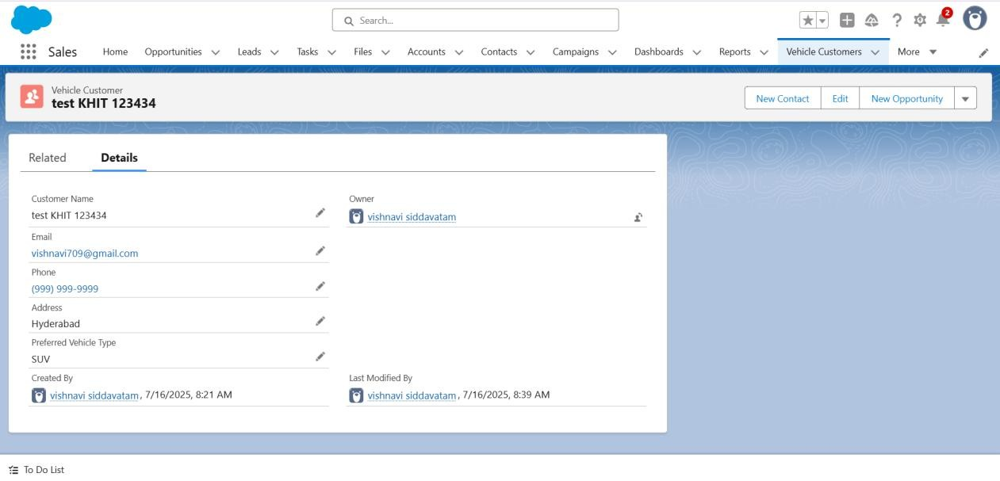 Search...
2
Sales Home Opportunities Leads Tasks Files Accounts Contacts Campaigns Dashboards Reports Vehicle Customers More
Vehicle Customer
test KHIT 123434
New Contact Edit New Opportunity
Related Details
Customer Name
test KHIT 123434
Owner
vishnavi siddavatam
Email
vishnavi709@gmail.com
Phone
(999) 999-9999
Address
Hyderabad
Preferred Vehicle Type
SUV
Created By
vishnavi siddavatam, 7/16/2025, 8:21 AM
Last Modified By
vishnavi siddavatam, 7/16/2025, 8:39 AM
To Do List